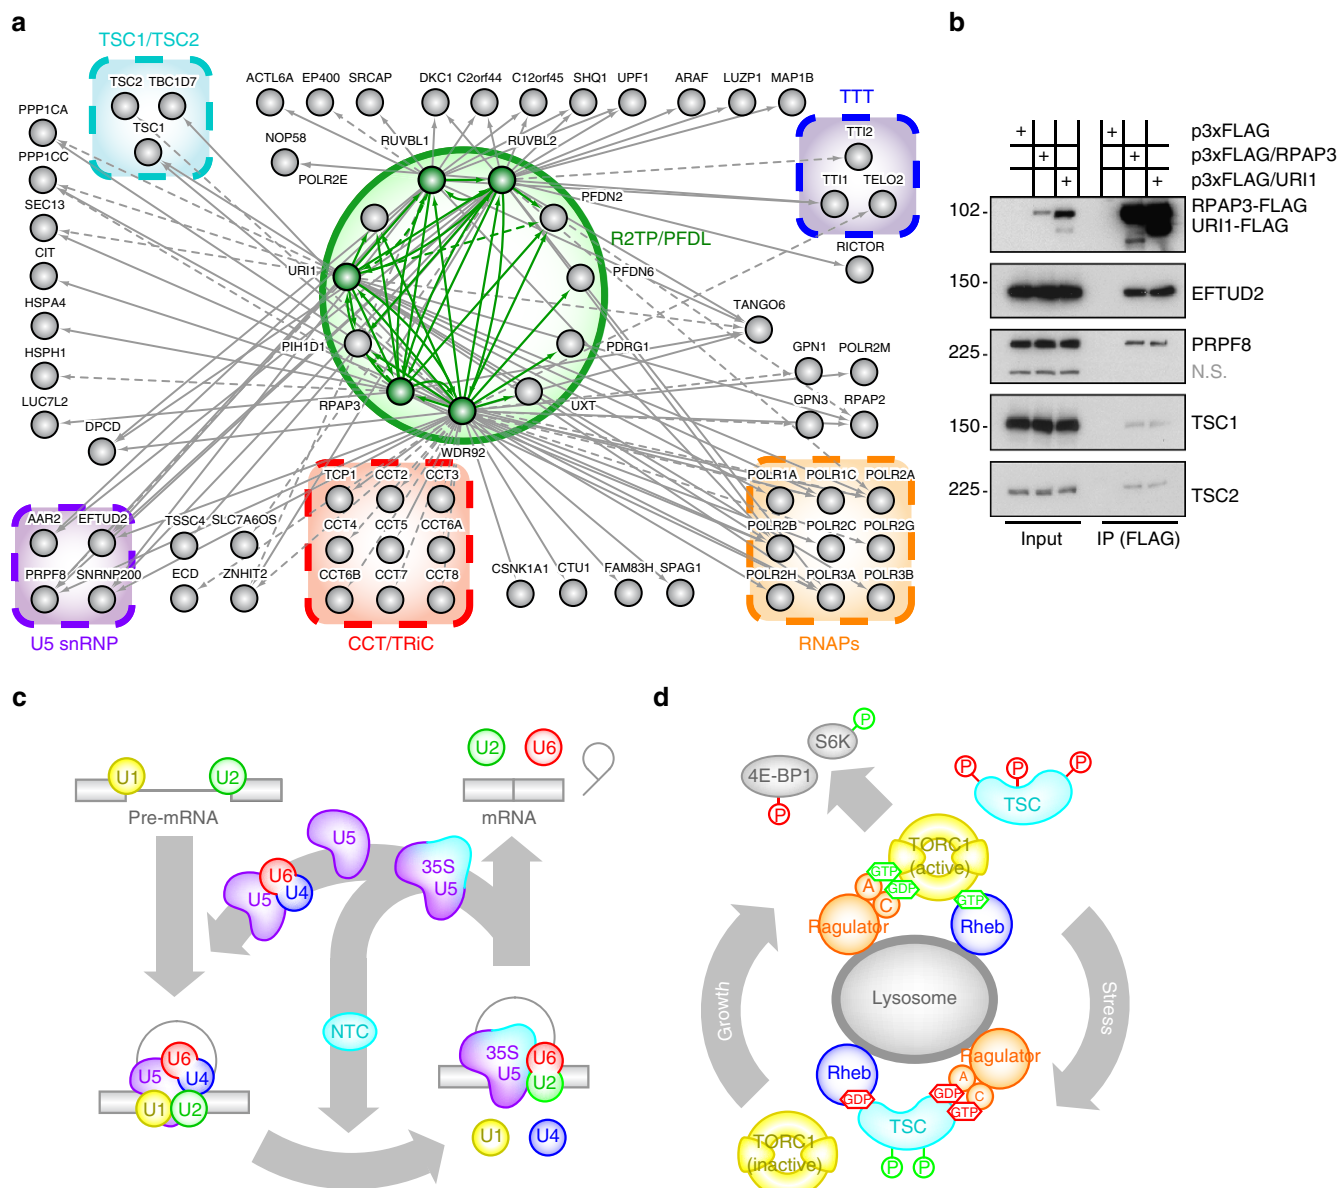 a
TSC1/TSC2
TSC2 TBC1D7
TSC1
PPP1CA
PPP1CC
SEC13
CIT
HSPA4
HSPH1
LUC7L2
DPCD
ACTL6A EP400 SRCAP DKC1 C2orf44 C12orf45 SHQ1 UPF1 ARAF LUZP1 MAP1B
NOP58
RUVBL1 RUVBL2
POLR2E
PFDN2
R2TP/PFDL
URI1
PFDN6
PIH1D1
PDRG1
RPAP3
UXT
WDR92
TTT
TTI2
TTI1 TELO2
RICTOR
TANGO6
GPN1 POLR2M
GPN3 RPAP2
AAR2 EFTUD2
PRPF8 SNRNP200
U5 snRNP
TSSC4 SLC7A6OS
ECD ZNHIT2
TCP1 CCT2 CCT3
CCT4 CCT5 CCT6A
CCT6B CCT7 CCT8
CCT/TRiC
CSNK1A1 CTU1 FAM83H SPAG1
POLR1A POLR1C POLR2A
POLR2B POLR2C POLR2G
POLR2H POLR3A POLR3B
RNAPs
b
+ + p3xFLAG
+ + p3xFLAG/RPAP3
+ + p3xFLAG/URI1
102- RPAP3-FLAG
URI1-FLAG
150- EFTUD2
225- PRPF8
N.S.
150- TSC1
225- TSC2
Input IP (FLAG)
c
U1 U2
Pre-mRNA
U2 U6
mRNA
U5
35S
U5
U6
U5 U4
NTC
U6
U5 U4
U1 U2
35S
U5
U6
U2
U1 U4
d
S6K P
4E-BP1
P
P P P
TSC
TORC1
(active)
GTP
GDP
A
C
GTP
Ragulator
Rheb
Lysosome
Growth
Stress
Ragulator
Rheb
A
C
GDP
GDP
GTP
TSC
P P
TORC1
(inactive)